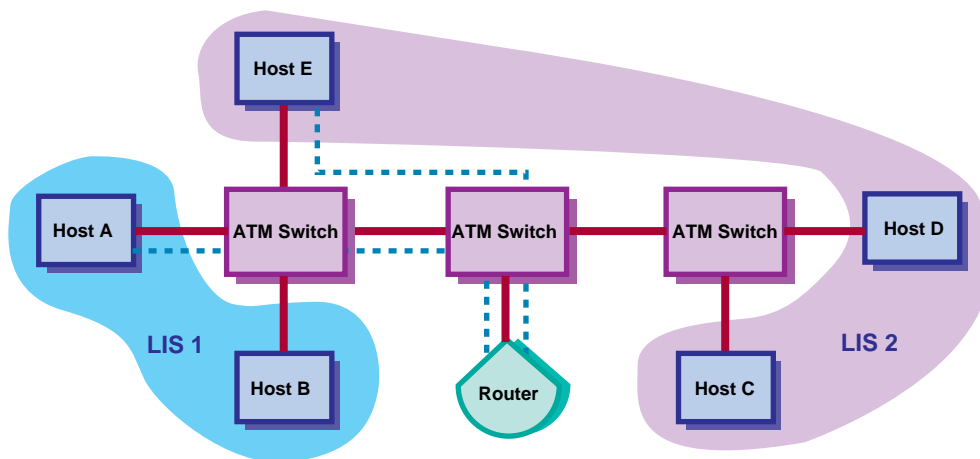 Host E
Host A
ATM Switch
ATM Switch
ATM Switch
Host D
LIS 1
LIS 2
Host B
Router
Host C